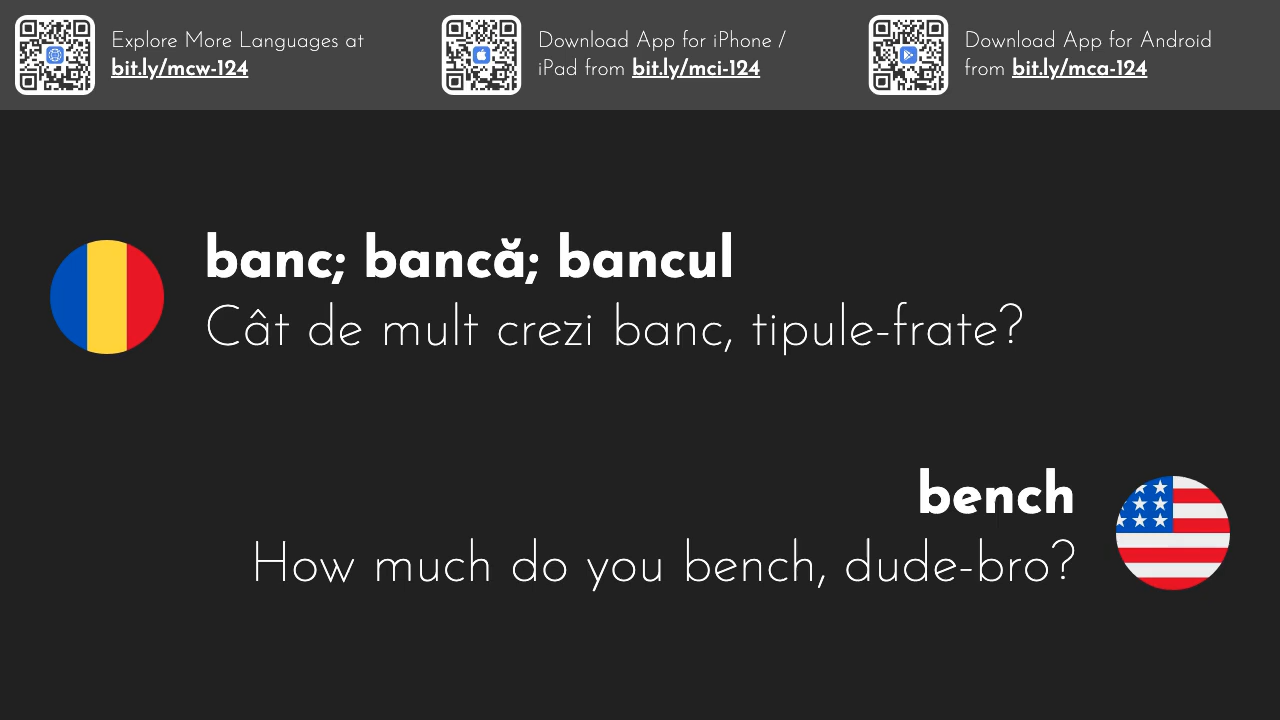 Explore More Languages at
bit.ly/mcw-124
Download App for iPhone /
iPad from bit.ly/mci-124
Download App for Android
from bit.ly/mca-124
banc; bancă; bancul
Cât de mult crezi banc, tipule-frate?
bench
How much do you bench, dude-bro?